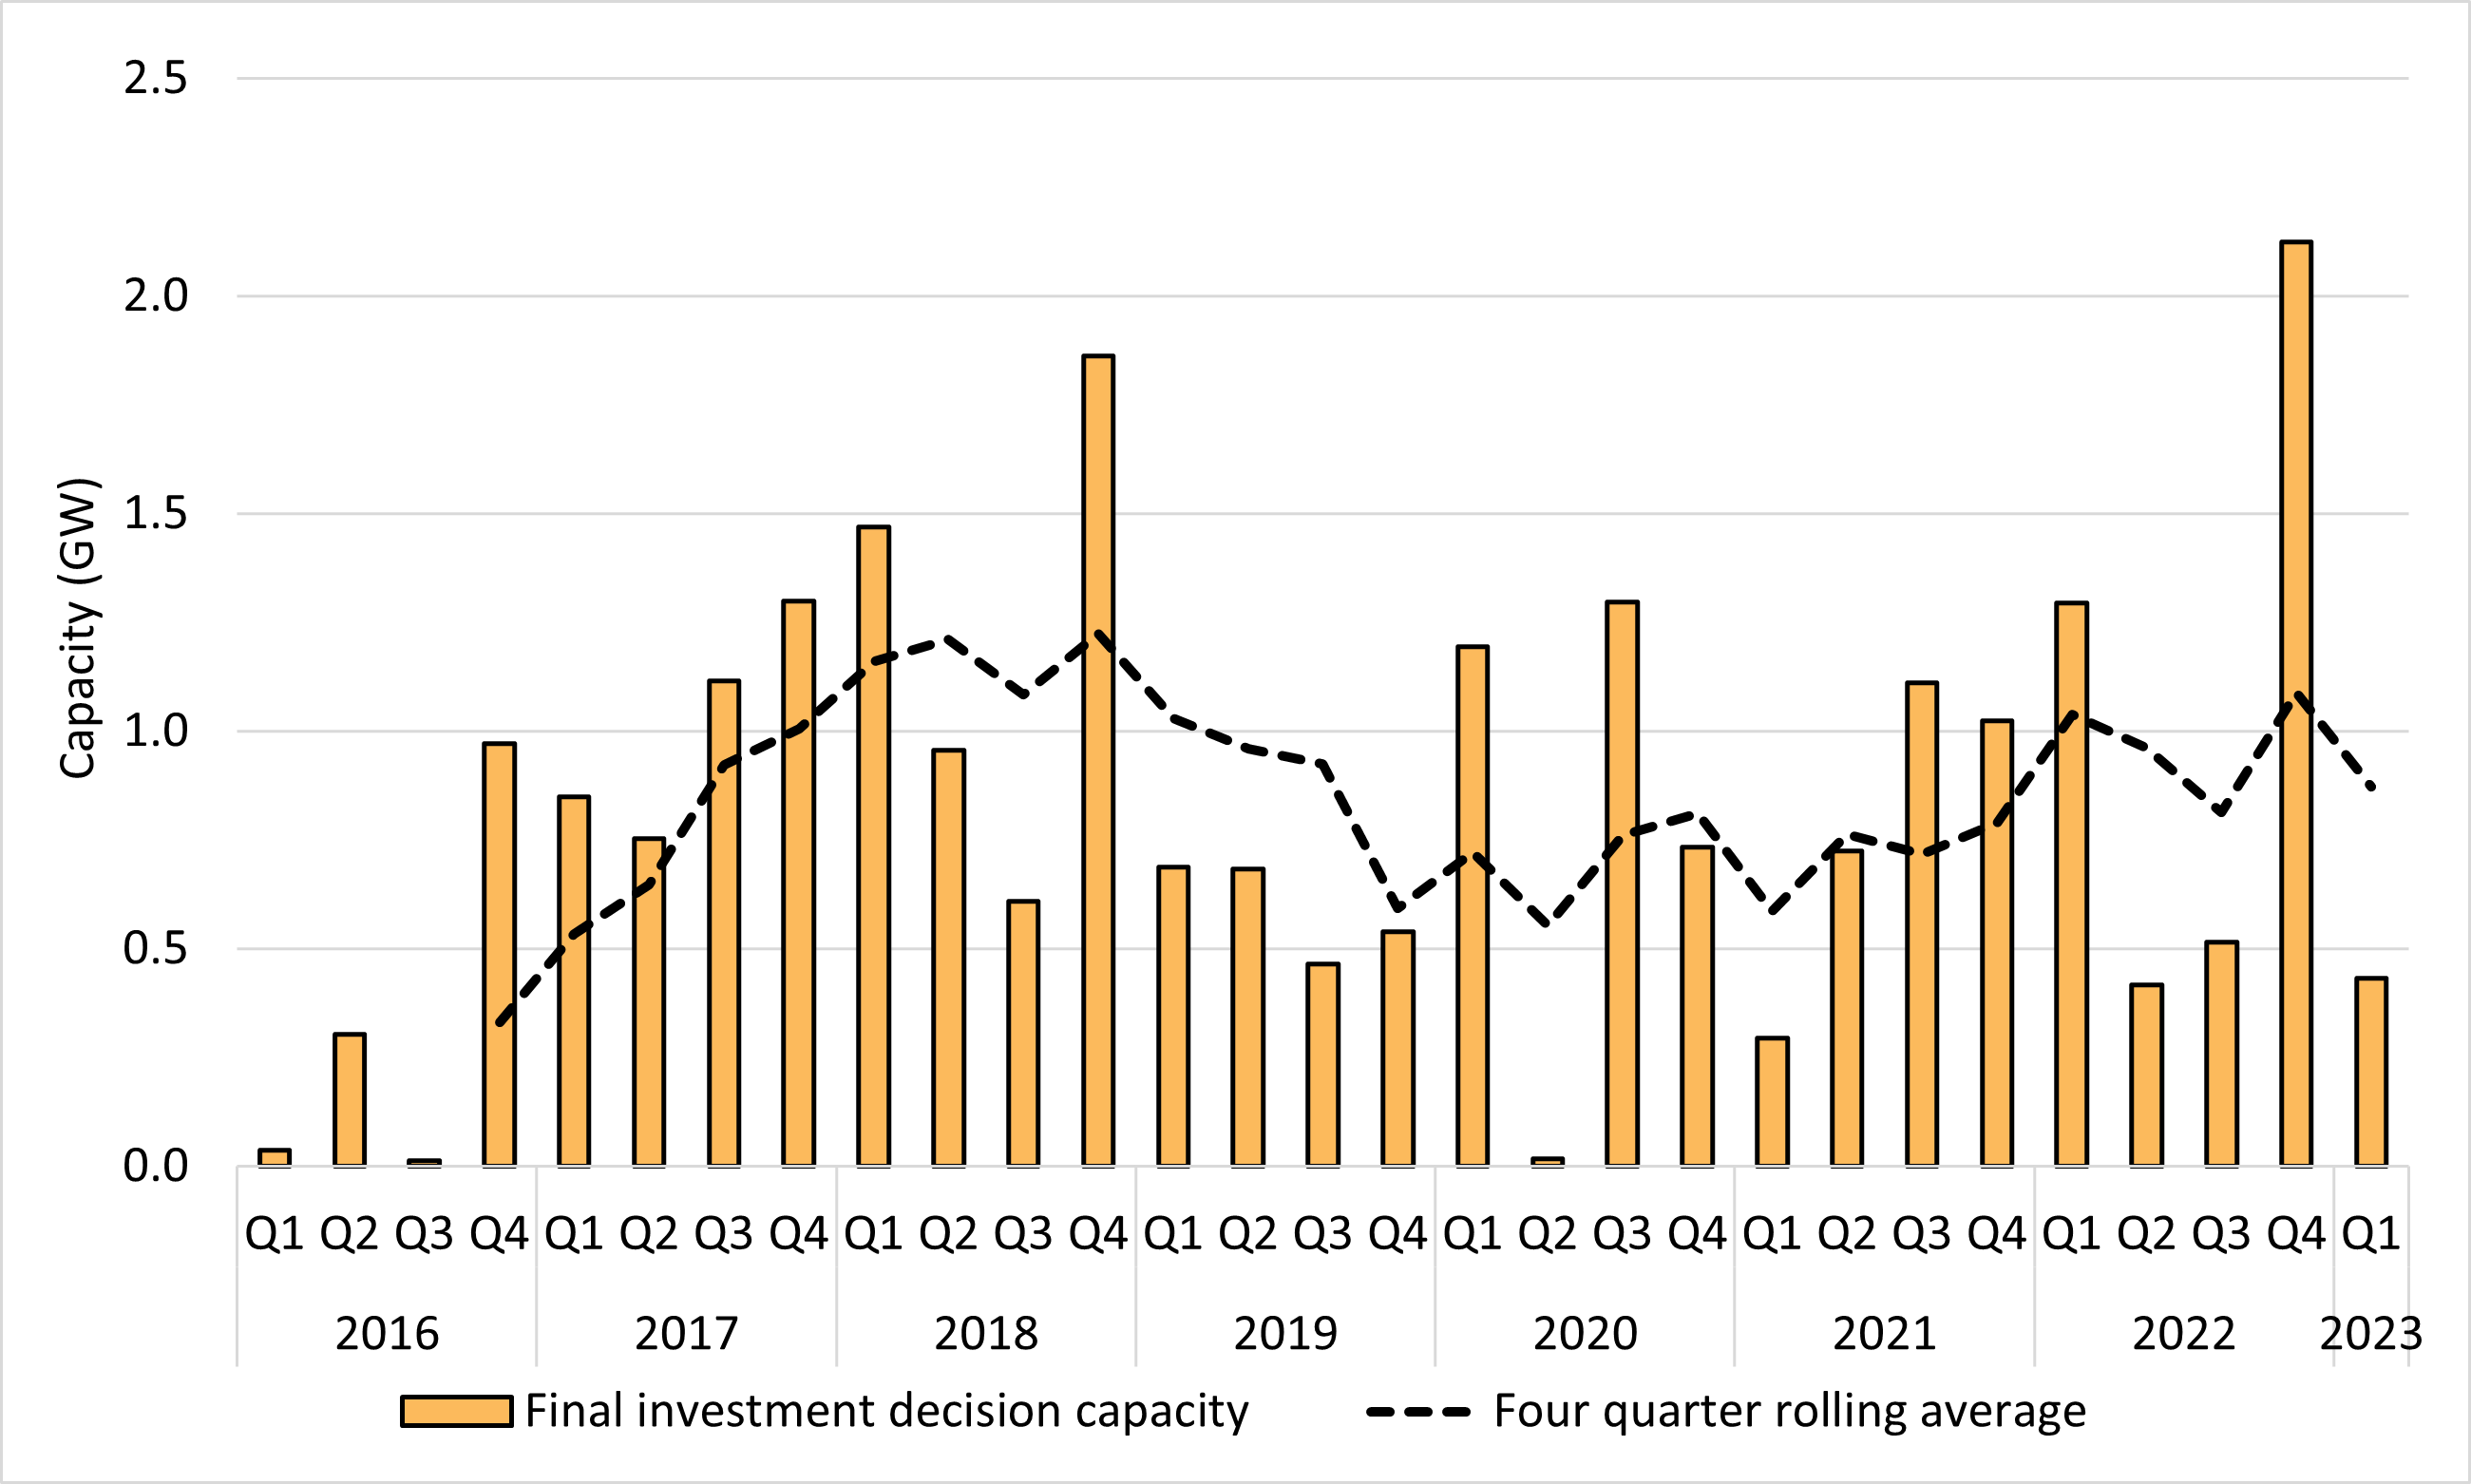 2.5
2.0
1.5
1.0
0.5
0.0
Capacity (GW)
Q1 Q2 Q3 Q4 Q1 Q2 Q3 Q4 Q1 Q2 Q3 Q4 Q1 Q2 Q3 Q4 Q1 Q2 Q3 Q4 Q1 Q2 Q3 Q4 Q1 Q2 Q3 Q4 Q1
2016 2017 2018 2019 2020 2021 2022 2023
Final investment decision capacity Four quarter rolling average